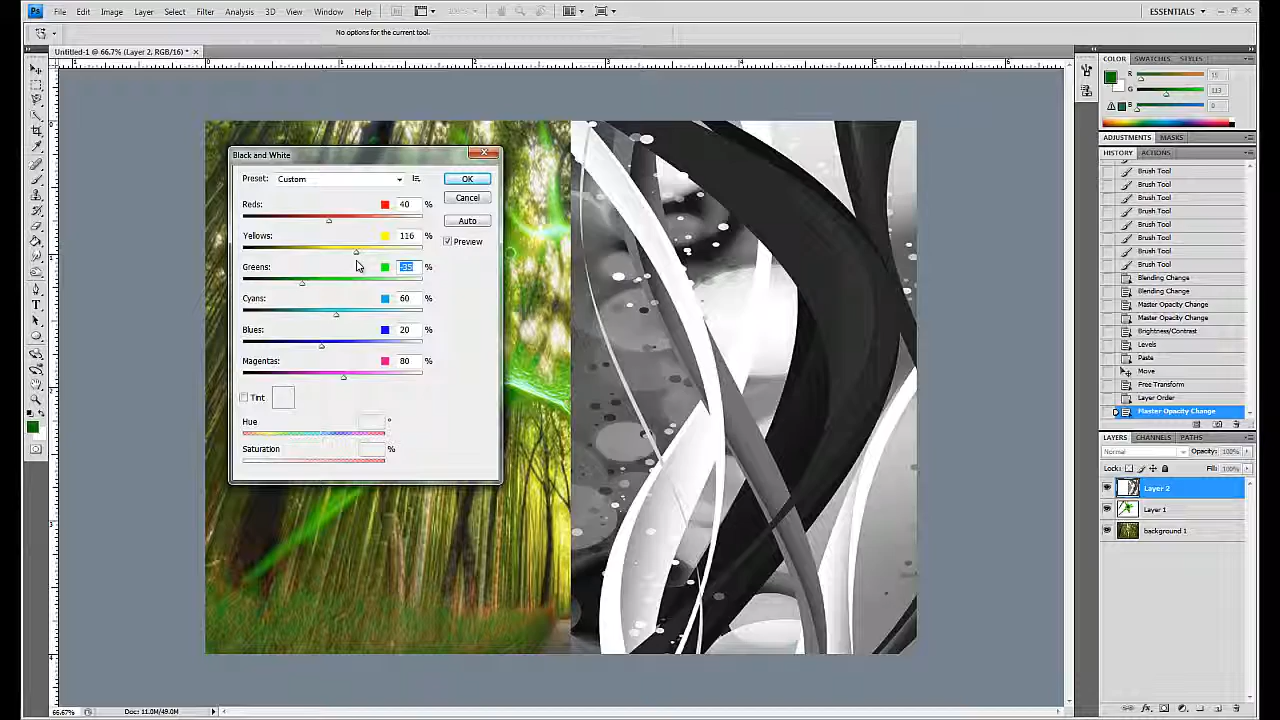 Ps File Edit Image Layer Select Filter Analysis 3D View Window Help ESSENTIALS
No options for the current tool.
Untitled-1 @ 66.7% (Layer 2, RGB/16) *
Black and White
Preset: Custom
OK
Cancel
Auto
Preview
Reds: 40 %
Yellows: 116 %
Greens: -35 %
Cyans: 60 %
Blues: 20 %
Magentas: 80 %
Tint
Hue °
Saturation %
COLOR SWATCHES STYLES
R
G 113
B 0
ADJUSTMENTS MASKS
HISTORY ACTIONS
Brush Tool
Brush Tool
Brush Tool
Brush Tool
Brush Tool
Brush Tool
Brush Tool
Brush Tool
Blending Change
Blending Change
Master Opacity Change
Master Opacity Change
Brightness/Contrast
Levels
Paste
Move
Free Transform
Layer Order
Master Opacity Change
LAYERS CHANNELS PATHS
Normal Opacity: 100%
Lock: Fill: 100%
Layer 2
Layer 1
background 1
66.67% Doc: 11.0M/49.0M